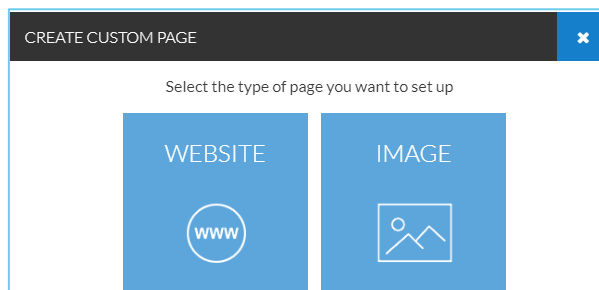 CREATE CUSTOM PAGE
Select the type of page you want to set up
WEBSITE
IMAGE
WWW